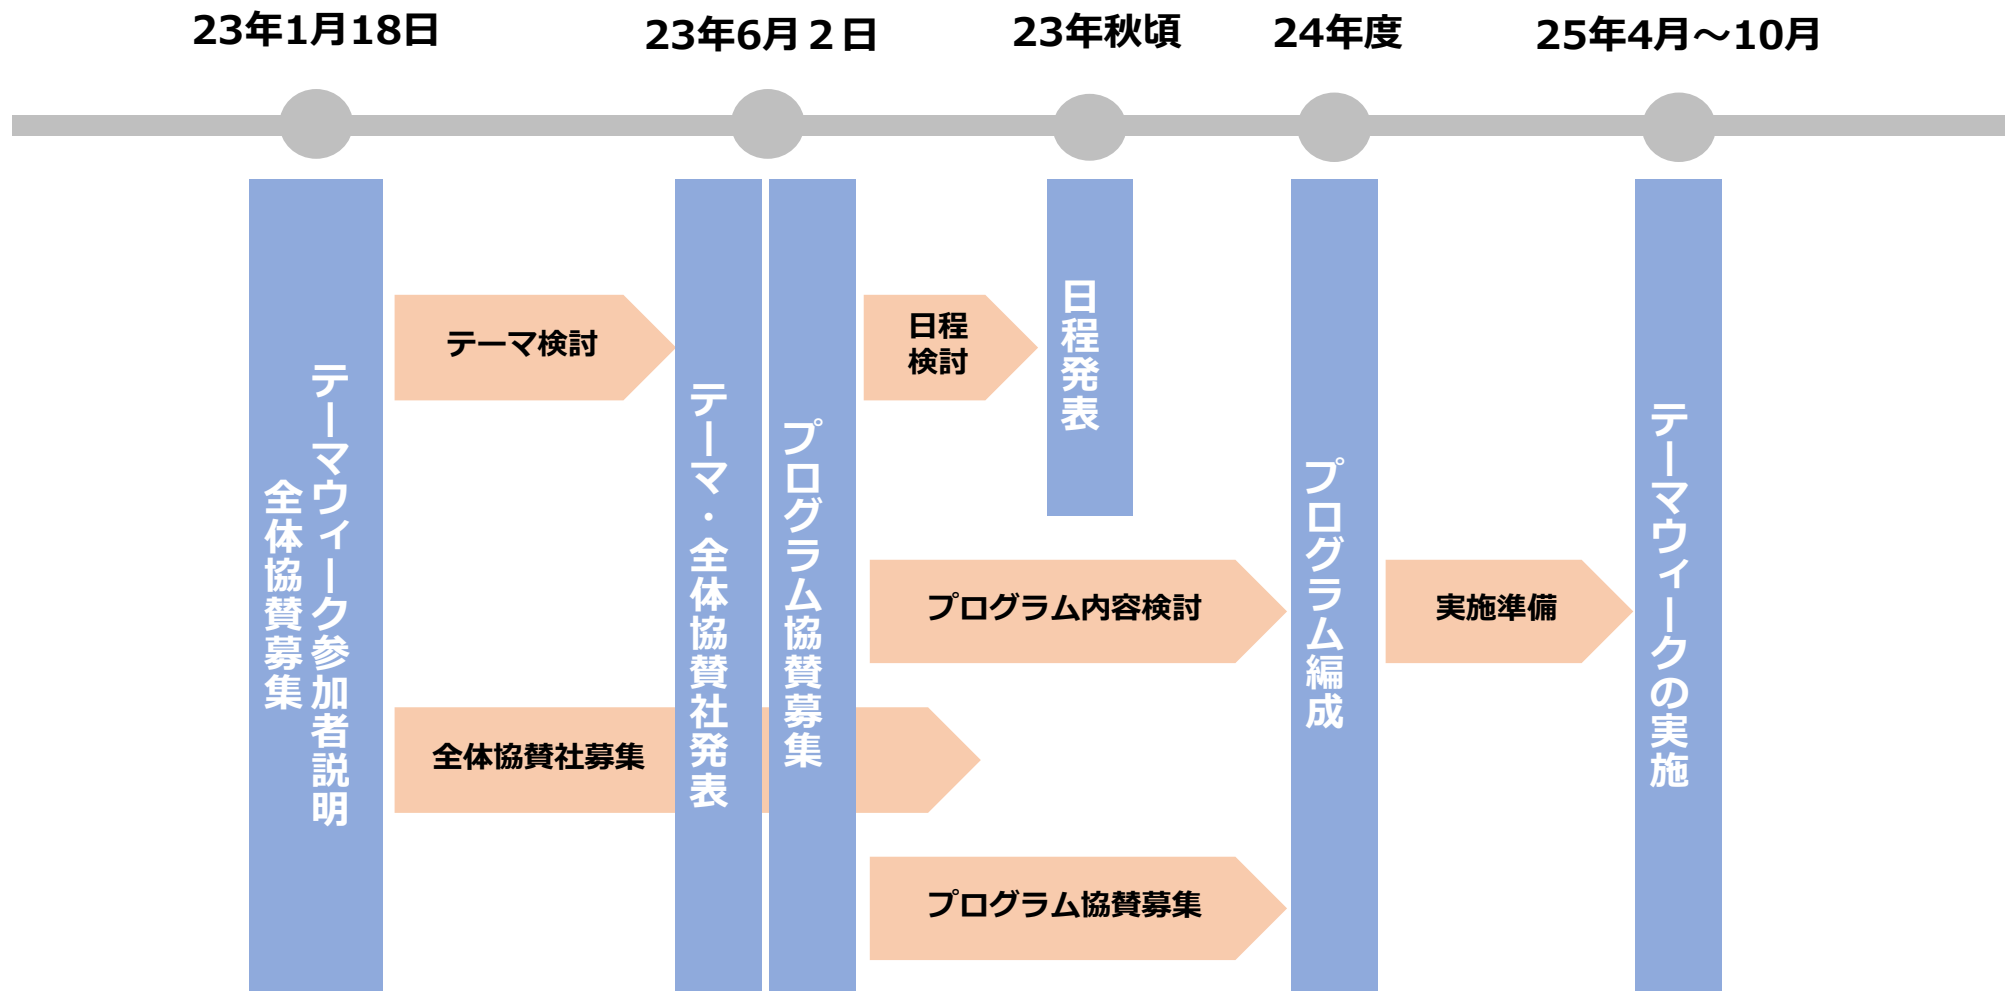 23年1月18日
23年6月２日
23年秋頃
24年度
25年4月～10月
テーマウィーク参加者説明
全体協賛募集
テーマ検討
全体協賛社募集
テーマ・全体協賛社発表
プログラム協賛募集
日程
検討
日程発表
プログラム内容検討
プログラム協賛募集
プログラム編成
実施準備
テーマウィークの実施